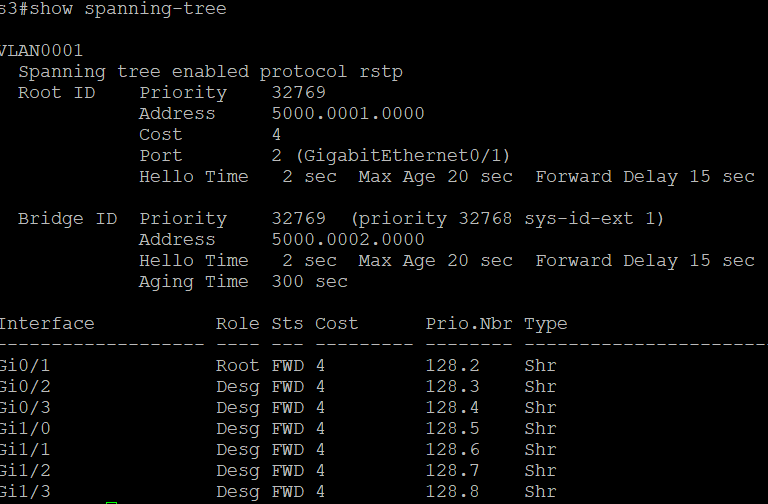 s3#show spanning-tree
VLAN0001
Spanning tree enabled protocol rstp
Root ID Priority 32769
Address 5000.0001.0000
Cost 4
Port 2 (GigabitEthernet0/1)
Hello Time 2 sec Max Age 20 sec Forward Delay 15 sec
Bridge ID Priority 32769 (priority 32768 sys-id-ext 1)
Address 5000.0002.0000
Hello Time 2 sec Max Age 20 sec Forward Delay 15 sec
Aging Time 300 sec
Interface Role Sts Cost Prio.Nbr Type
------------------- ---- --- --------- -------- ----------------------
Gi0/1 Root FWD 4 128.2 Shr
Gi0/2 Desg FWD 4 128.3 Shr
Gi0/3 Desg FWD 4 128.4 Shr
Gi1/0 Desg FWD 4 128.5 Shr
Gi1/1 Desg FWD 4 128.6 Shr
Gi1/2 Desg FWD 4 128.7 Shr
Gi1/3 Desg FWD 4 128.8 Shr